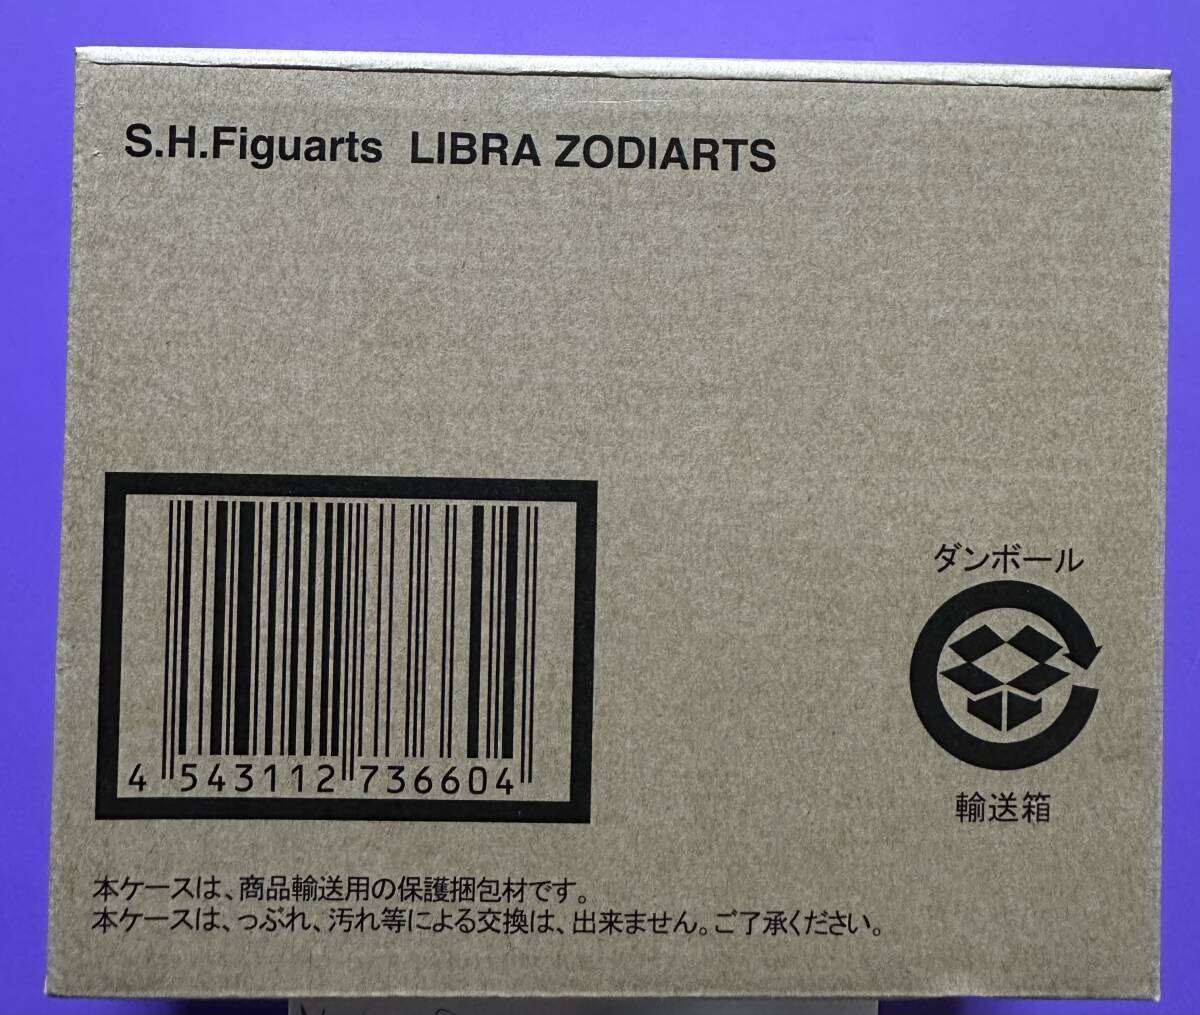 S.H.Figuarts LIBRA ZODIARTS
4 543112 736604
ダンボール
輸送箱
本ケースは、商品輸送用の保護捆包材です。
本ケースは、つぶれ、汚れ等による交換は、出来ません。ご了承ください。